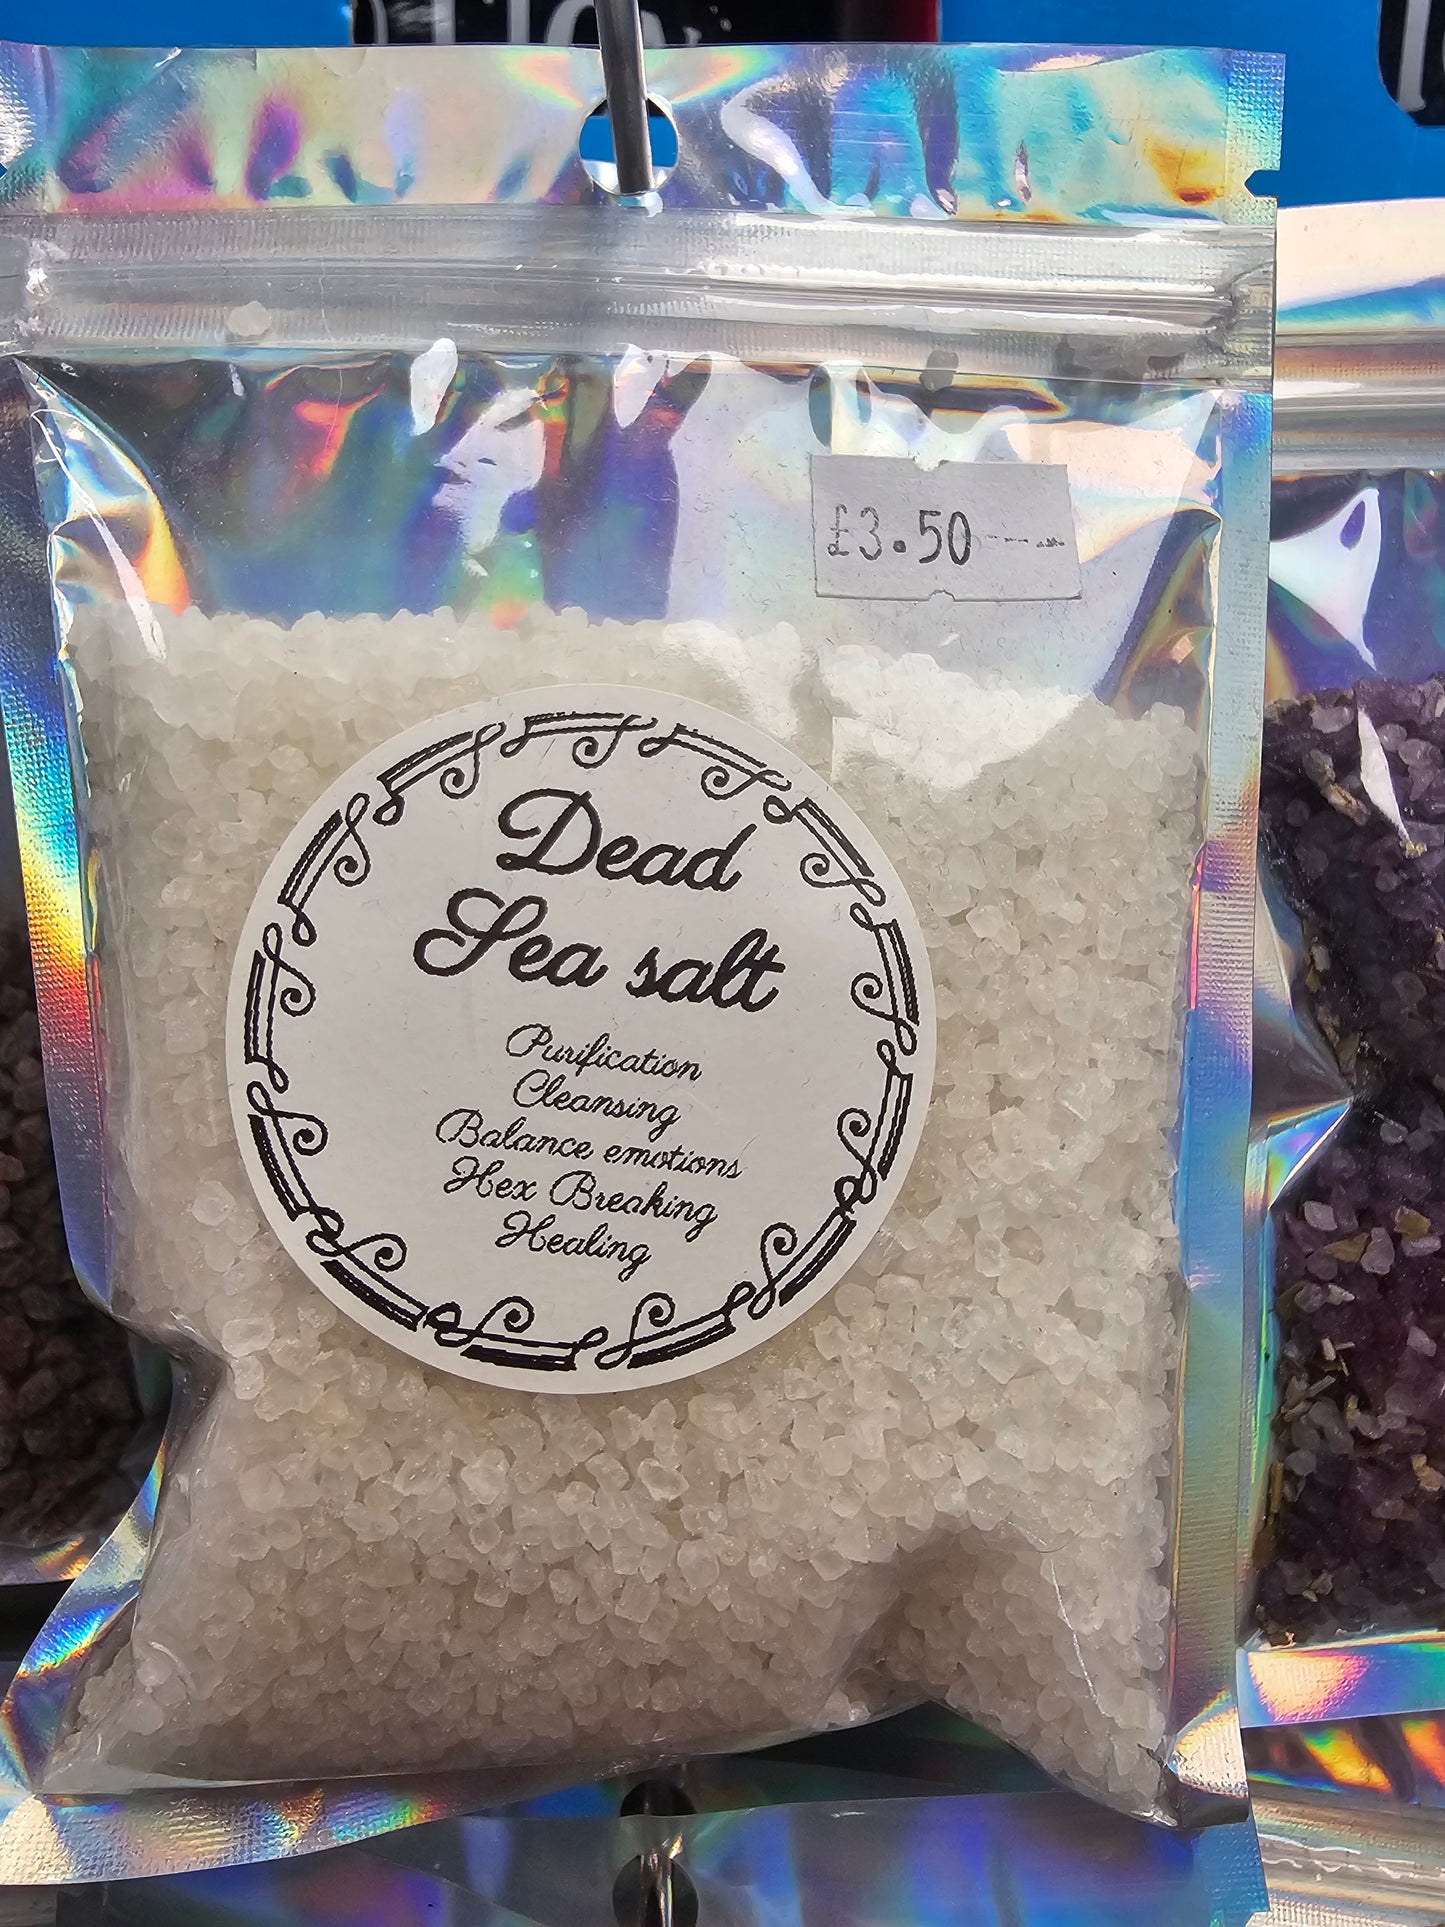 £3.50
Dead
Sea salt
Purification
Cleansing
Balance emotions
Hex Breaking
Healing